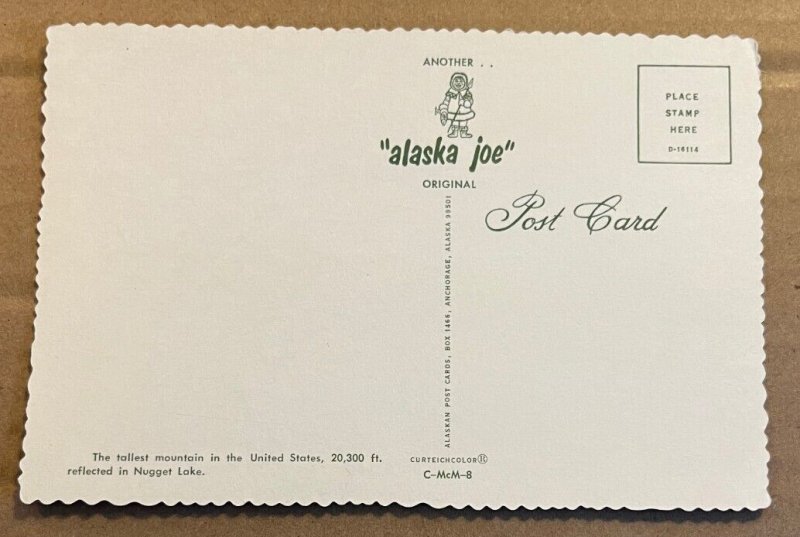 ANOTHER . .
"alaska joe"
ORIGINAL
PLACE
STAMP
HERE
D-16114
Post Card
ALASKAN POST CARDS, BOX 1466, ANCHORAGE, ALASKA 99501
The tallest mountain in the United States, 20,300 ft.
reflected in Nugget Lake.
CURTEICHCOLOR®
C-McM-8